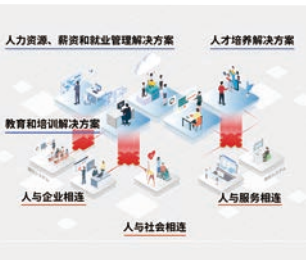 人力资源、薪资和就业管理解决方案
人才培养解决方案
教育和培训解决方案
人与企业相连
人与服务相连
人与社会相连